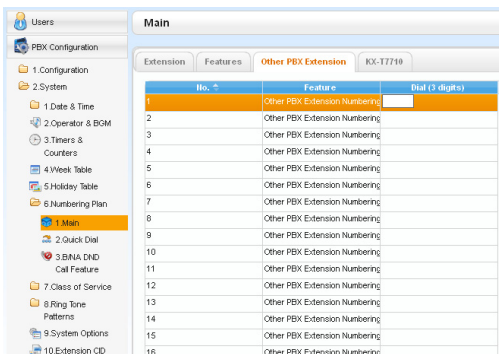 Users
PBX Configuration
1.Configuration
2.System
1.Date & Time
2.Operator & BGM
3.Timers &
Counters
4.Week Table
5.Holiday Table
6.Numbering Plan
1.Main
2.Quick Dial
3.B/NA DND
Call Feature
7.Class of Service
8.Ring Tone
Patterns
9.System Options
10.Extension CID
Main
Extension Features Other PBX Extension KX-T7710
No. Feature Dial (3 digits)
1 Other PBX Extension Numbering
2 Other PBX Extension Numbering
3 Other PBX Extension Numbering
4 Other PBX Extension Numbering
5 Other PBX Extension Numbering
6 Other PBX Extension Numbering
7 Other PBX Extension Numbering
8 Other PBX Extension Numbering
9 Other PBX Extension Numbering
10 Other PBX Extension Numbering
11 Other PBX Extension Numbering
12 Other PBX Extension Numbering
13 Other PBX Extension Numbering
14 Other PBX Extension Numbering
15 Other PBX Extension Numbering
16 Other PBX Extension Numbering